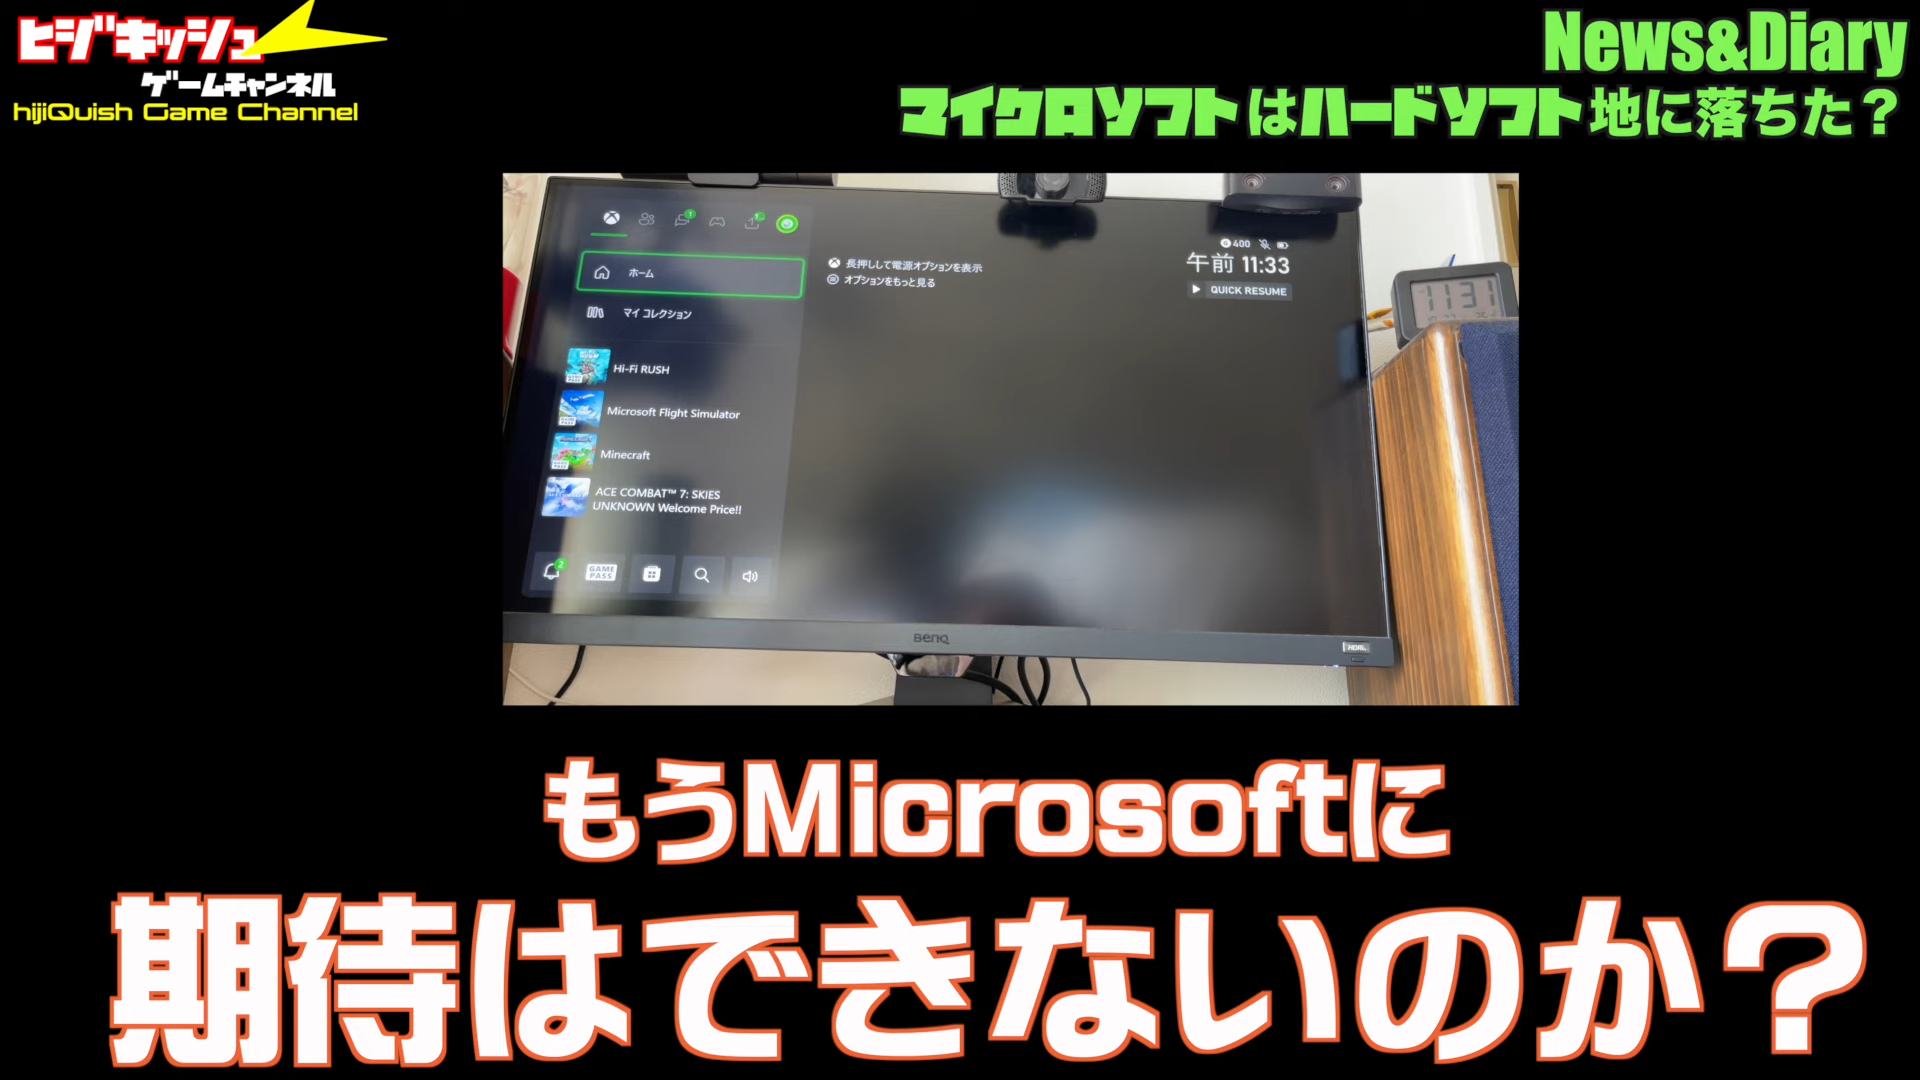 ヒジキッシュ
ゲームチャンネル
hijiQuish Game Channel
News&Diary
マイクロソフトはハードソフト地に落ちた？
1
400
午前 11:33
QUICK RESUME
長押しして電源オプションを表示
オプションをもっと見る
ホーム
マイ コレクション
Hi-Fi RUSH
Microsoft Flight Simulator
Minecraft
ACE COMBAT™ 7: SKIES
UNKNOWN Welcome Price!!
2
GAME
PASS
BenQ
HDRi
11:31
もうMicrosoftに
期待はできないのか？